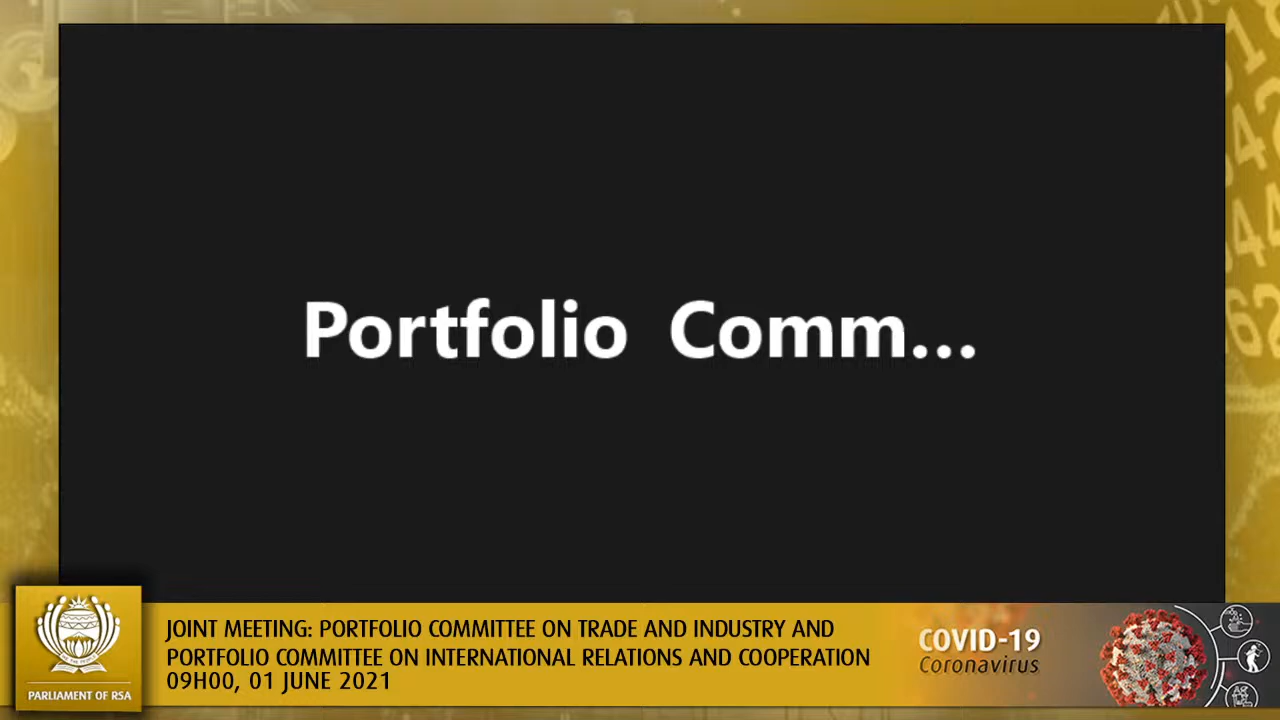 Portfolio Comm...
JOINT MEETING: PORTFOLIO COMMITTEE ON TRADE AND INDUSTRY AND
PORTFOLIO COMMITTEE ON INTERNATIONAL RELATIONS AND COOPERATION
09H00, 01 JUNE 2021
PARLIAMENT OF RSA
COVID-19
Coronavirus